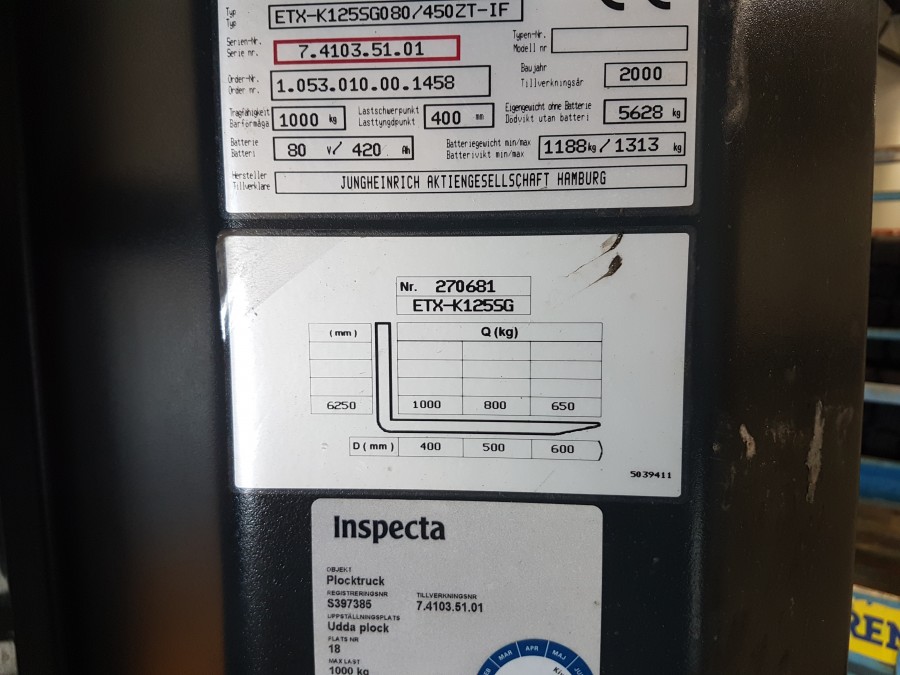 Typ ETX-K125SG080/450ZT-IF
Typ
Serien-Nr. 7.4103.51.01 Typen-Nr.
Serie nr. Modell nr
Order-Nr. 1.053.010.00.1458 Baujahr 2000
Order nr. Tillverkningsår
Tragfähigkeit 1000 kg Lastschwerpunkt 400 mm Eigengewicht ohne Batterie 5628 kg
Barförmåga Lasttyngdpunkt Dödvikt utan batteri
Batterie 80 V/ 420 Ah Batteriegewicht min/max 1188kg/1313 kg
Batteri Batterivikt min/max
Hersteller JUNGHEINRICH AKTIENGESELLSCHAFT HAMBURG
Tillverkare
Nr. 270681
ETX-K125SG
(mm) Q (kg)
6250 1000 800 650
D (mm) 400 500 600
5039411
Inspecta
OBJEKT
Plocktruck
REGISTRERINGSNR TILLVERKNINGSNR
S397385 7.4103.51.01
UPPSTÄLLNINGSPLATS
Udda plock
PLATS NR
18
MAX LAST
1000 kg
MAR APR MAJ
REN